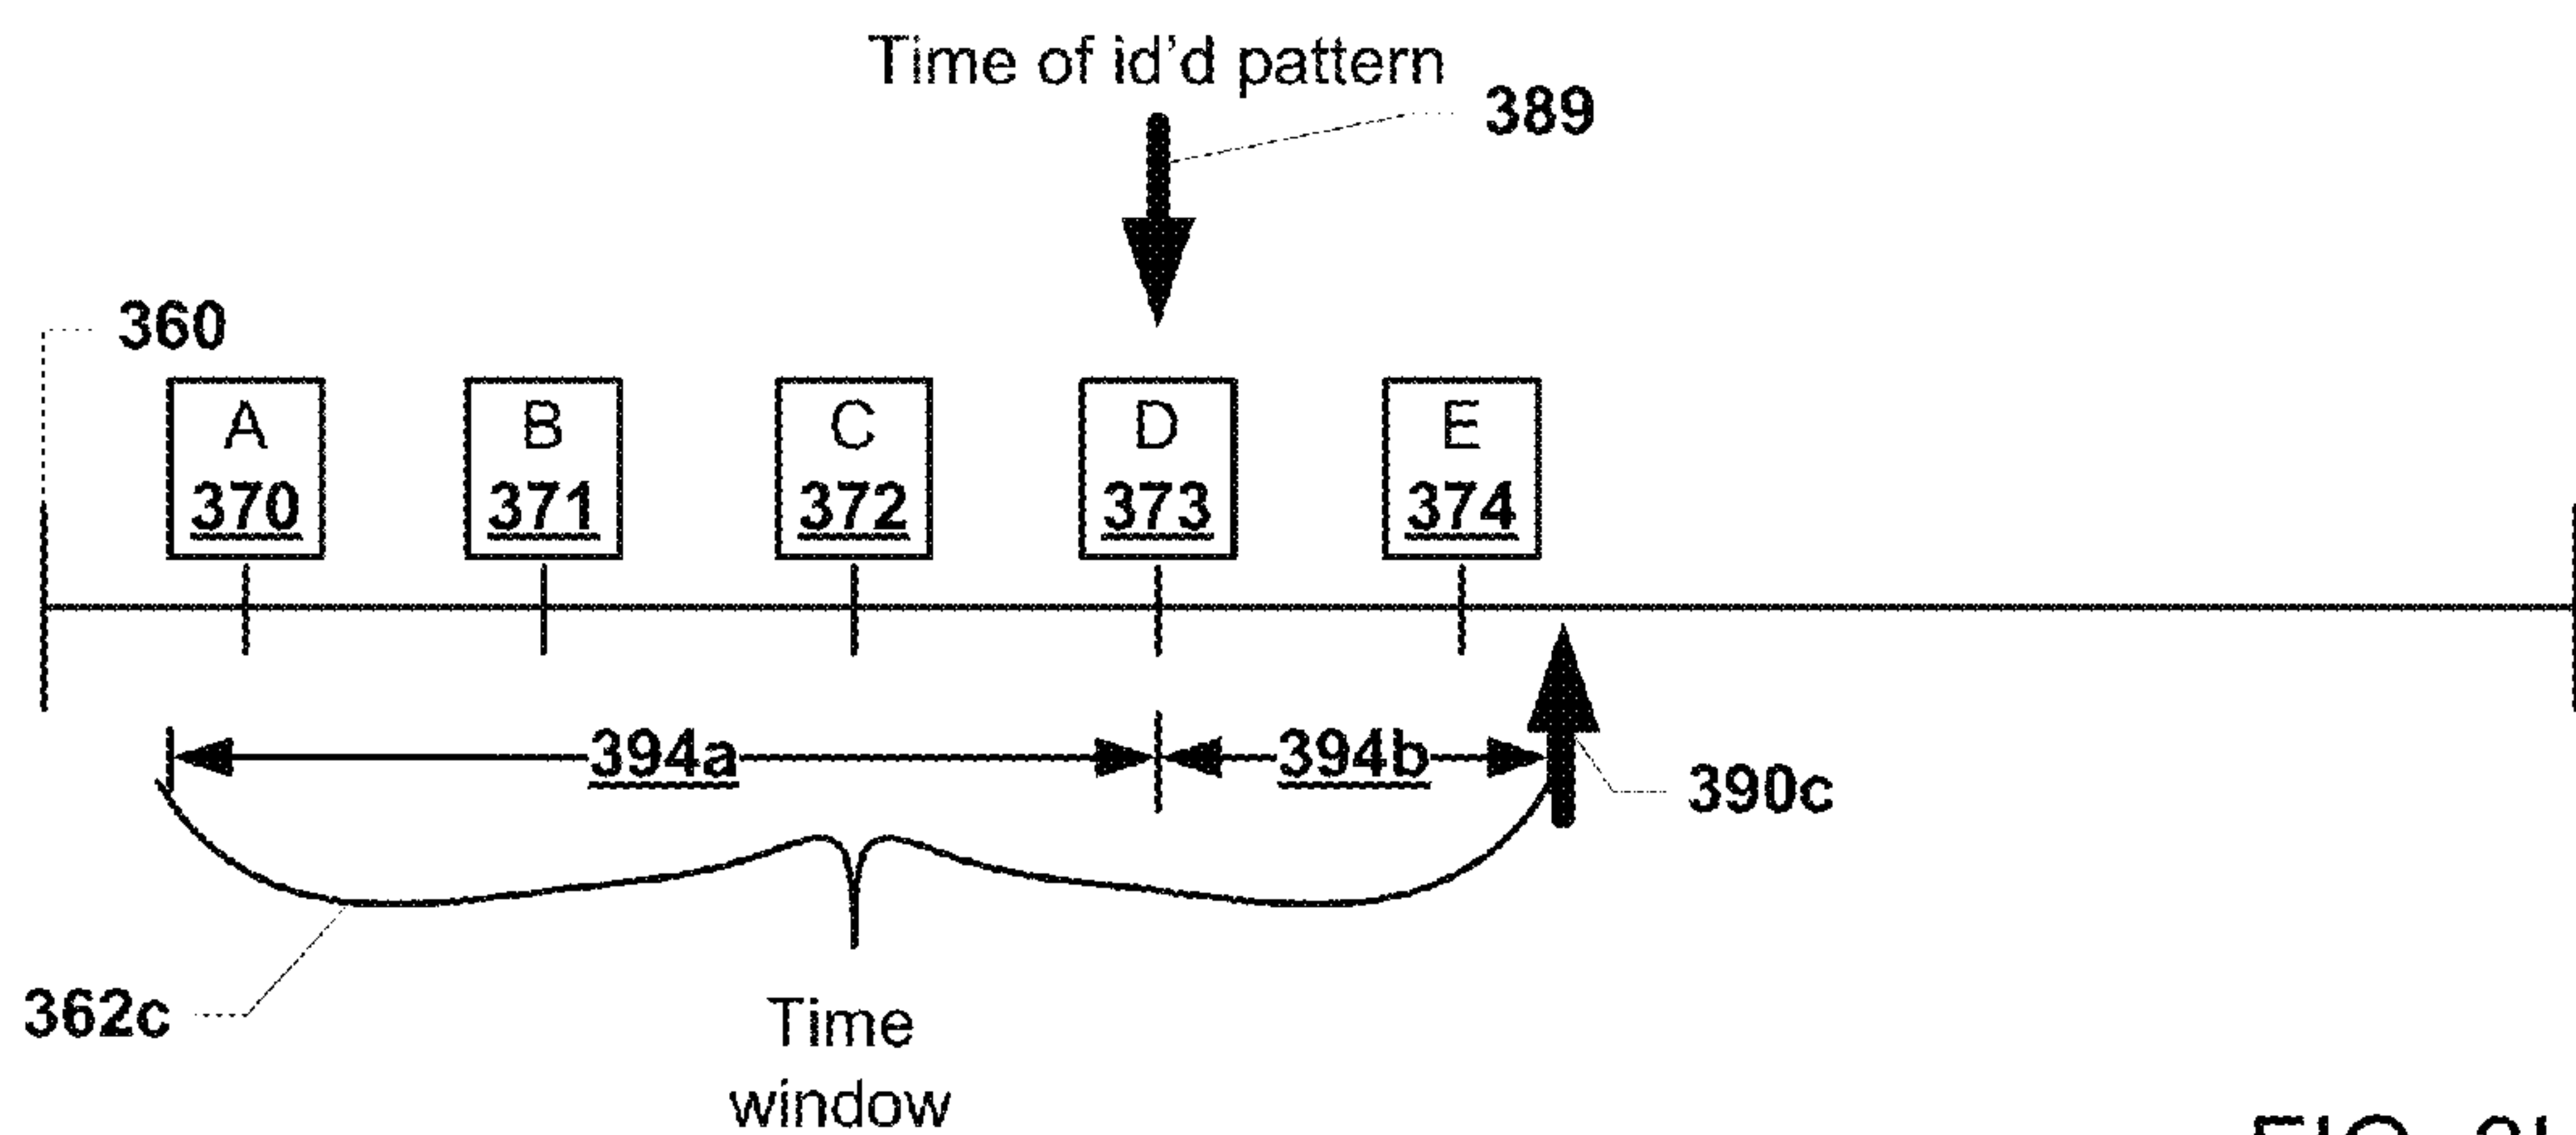 Time of id'd pattern
389
360
A B C D E
370 371 372 373 374
394a 394b
390c
362c
Time
window